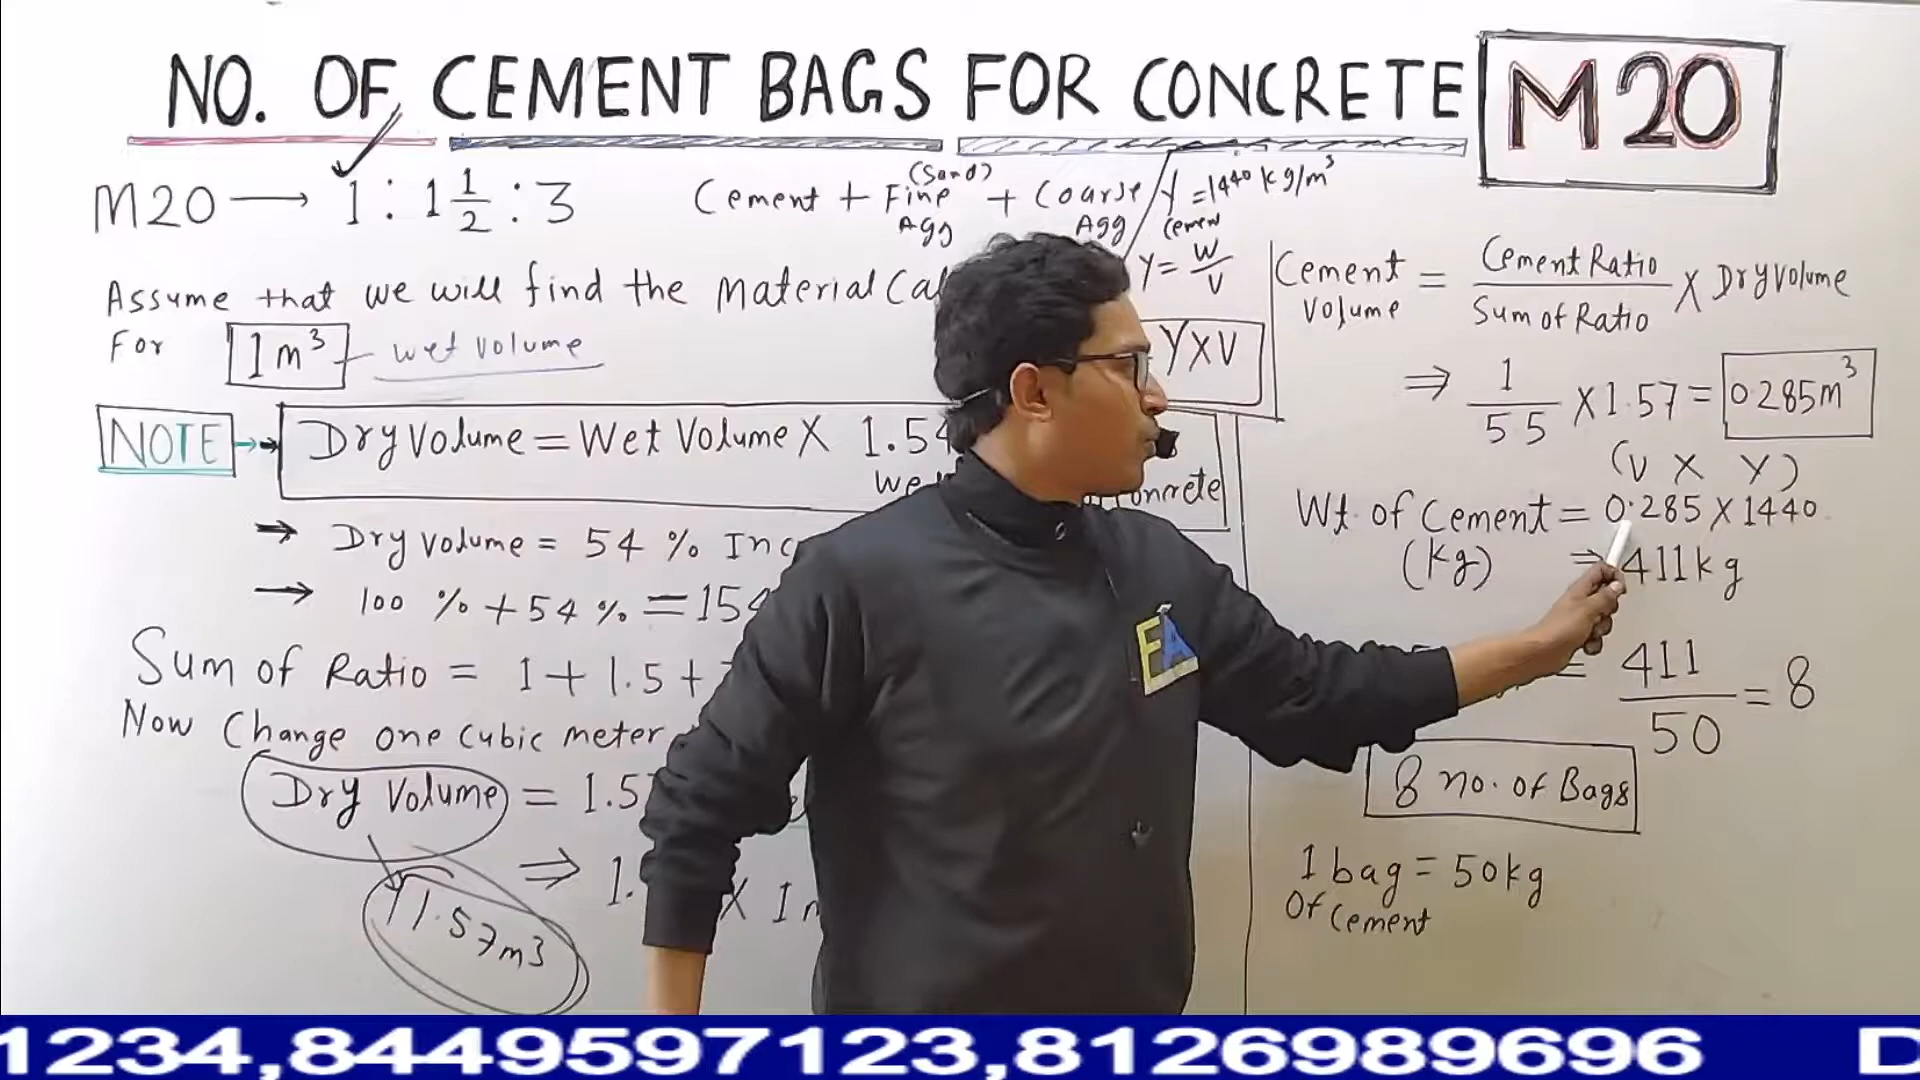 NO. OF CEMENT BAGS FOR CONCRETE M20
M20 → 1 : 1 1/2 : 3
Cement + Fine (Sand) Agg + Coarse Agg
γ cement = 1440 kg/m³
Assume that we will find the Material Cal
For 1m³ - wet volume
γ = W/V
γ X V
NOTE → Dry Volume = Wet Volume X 1.54
We
Concrete
⇒ Dry volume = 54 % Inc
→ 100 % + 54 % = 154
Sum of Ratio = 1 + 1.5 +
Now Change one cubic meter
Dry Volume = 1.5
⇒ 1. X 1m
1.57m3
Cement Volume = Cement Ratio / Sum of Ratio X Dry Volume
⇒ 1 / 5.5 X 1.57 = 0.285m³
(V X γ)
Wt. of Cement = 0.285 X 1440
(kg) ⇒ 411kg
= 411 / 50 = 8
8 no. of Bags
1 bag = 50kg
Of Cement
EA
1234,8449597123,8126989696 D